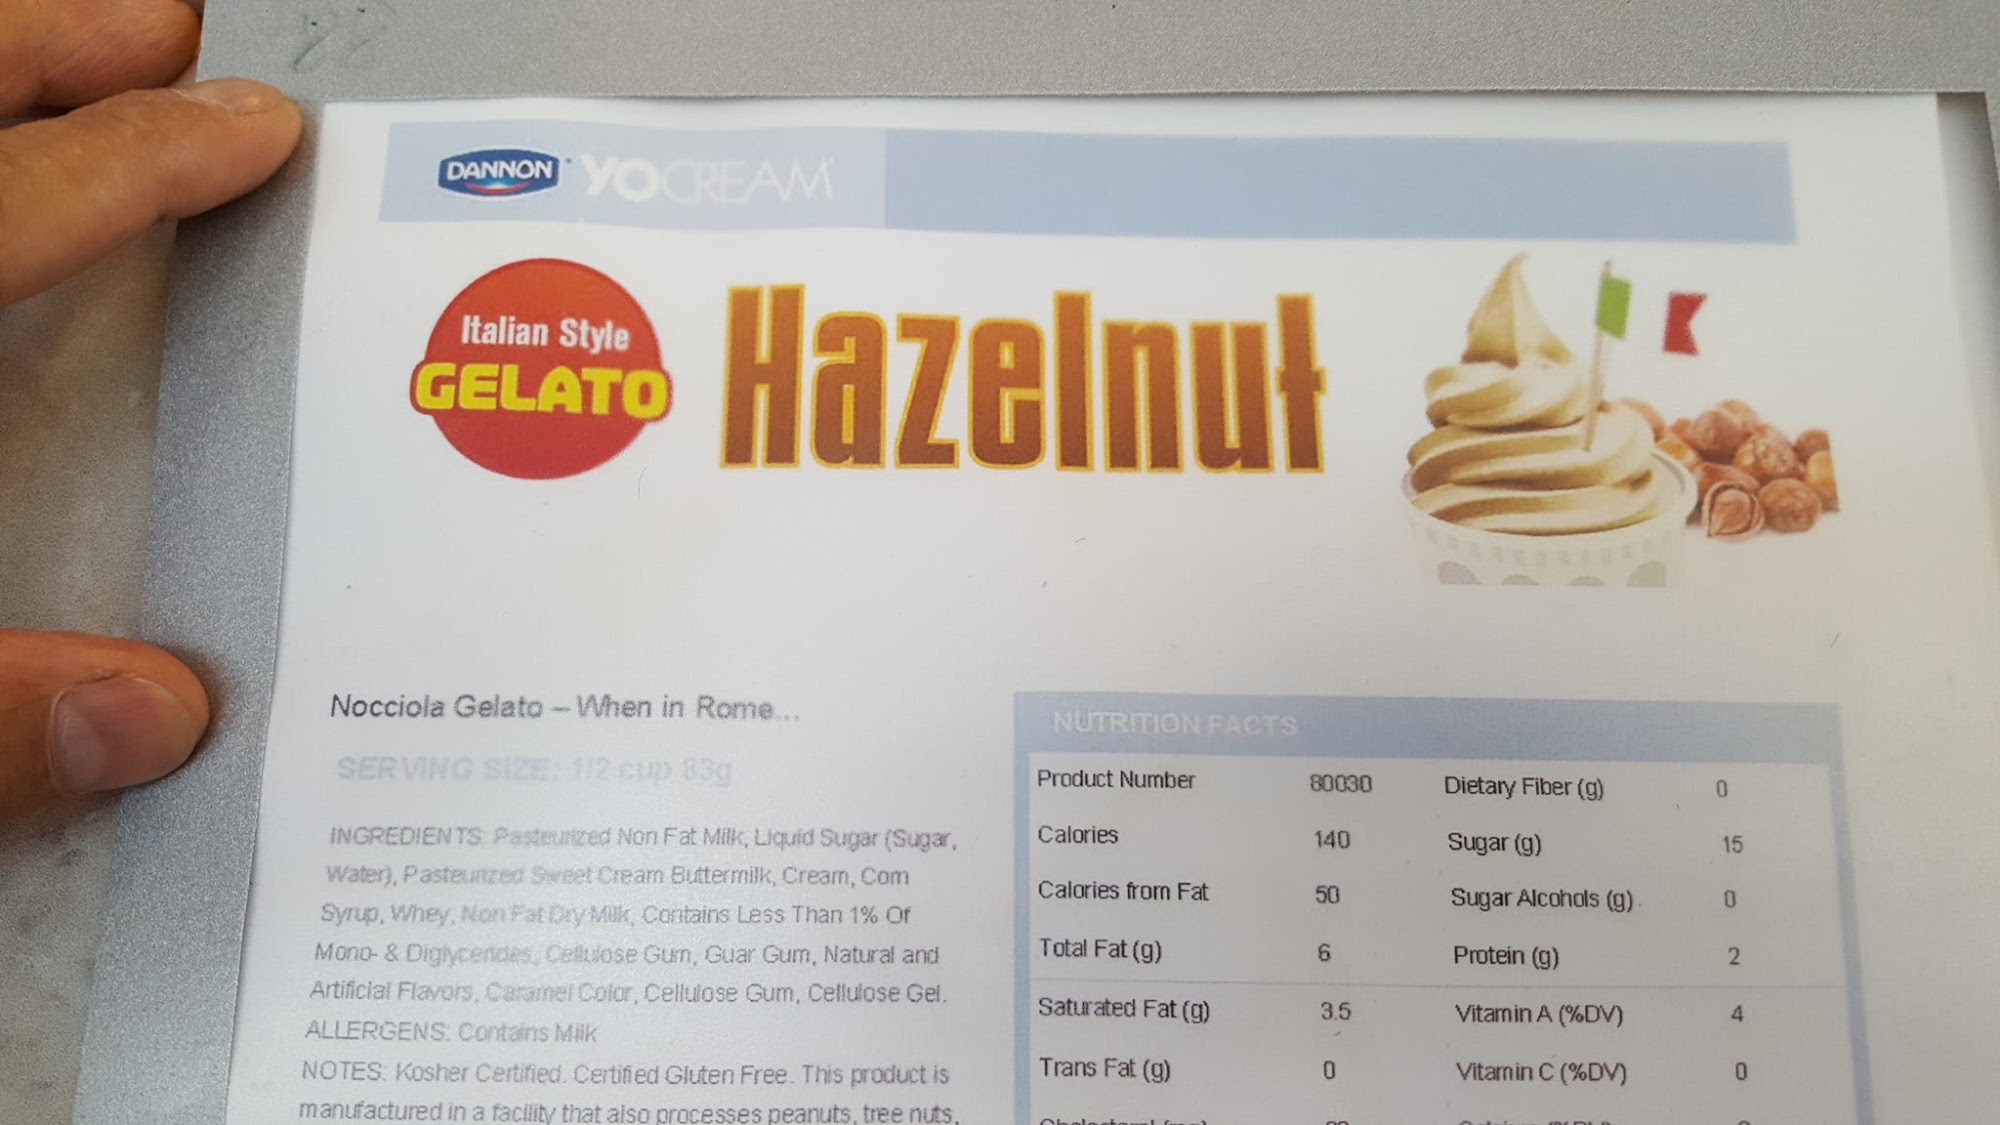 DANNON YOCREAM
Italian Style
GELATO
Hazelnut
Nocciola Gelato – When in Rome...
SERVING SIZE: 1/2 cup 83g
INGREDIENTS: Pasteurized Non Fat Milk, Liquid Sugar (Sugar,
Water), Pasteurized Sweet Cream Buttermilk, Cream, Corn
Syrup, Whey, Non Fat Dry Milk, Contains Less Than 1% Of
Mono- & Diglycerides, Cellulose Gum, Guar Gum, Natural and
Artificial Flavors, Caramel Color, Cellulose Gum, Cellulose Gel.
ALLERGENS: Contains Milk
NOTES: Kosher Certified. Certified Gluten Free. This product is
manufactured in a facility that also processes peanuts, tree nuts,
NUTRITION FACTS
Product Number 80030 Dietary Fiber (g) 0
Calories 140 Sugar (g) 15
Calories from Fat 50 Sugar Alcohols (g) 0
Total Fat (g) 6 Protein (g) 2
Saturated Fat (g) 3.5 Vitamin A (%DV) 4
Trans Fat (g) 0 Vitamin C (%DV) 0